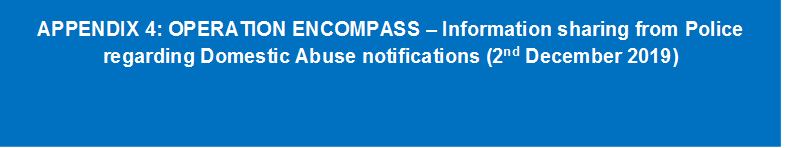 APPENDIX 4: OPERATION ENCOMPASS – Information sharing from Police
regarding Domestic Abuse notifications (2nd December 2019)